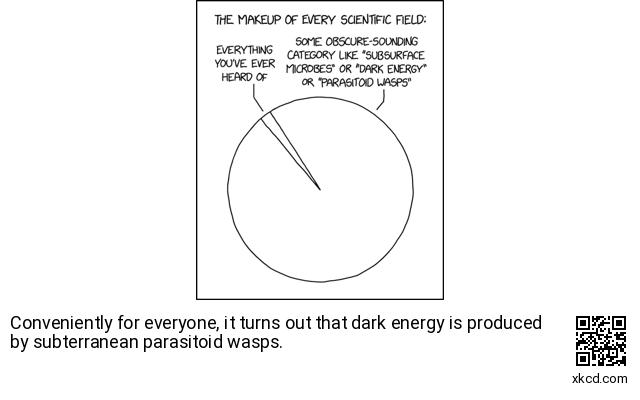 THE MAKEUP OF EVERY SCIENTIFIC FIELD:
EVERYTHING
YOU'VE EVER
HEARD OF
SOME OBSCURE-SOUNDING
CATEGORY LIKE "SUBSURFACE
MICROBES" OR "DARK ENERGY"
OR "PARASITOID WASPS"
Conveniently for everyone, it turns out that dark energy is produced
by subterranean parasitoid wasps.
xkcd.com